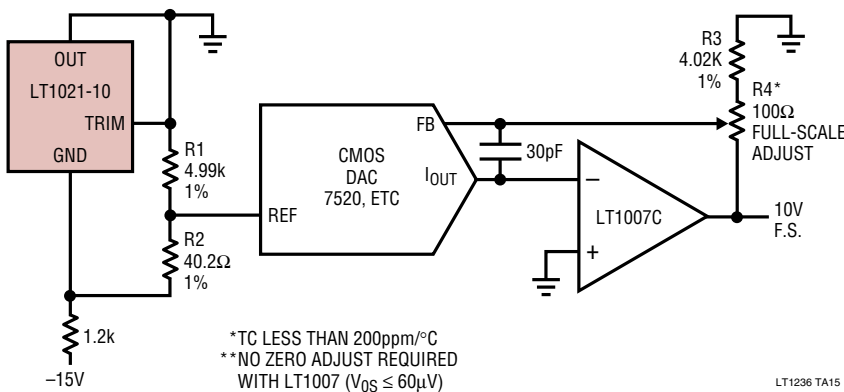 OUT
LT1021-10
TRIM
GND
R1
4.99k
1%
R2
40.2Ω
1%
1.2k
–15V
REF
CMOS
DAC
7520, ETC
FB
IOUT
30pF
–
+
LT1007C
R3
4.02K
1%
R4*
100Ω
FULL-SCALE
ADJUST
10V
F.S.
*TC LESS THAN 200ppm/°C
**NO ZERO ADJUST REQUIRED
WITH LT1007 (V0S ≤ 60µV)
LT1236 TA15